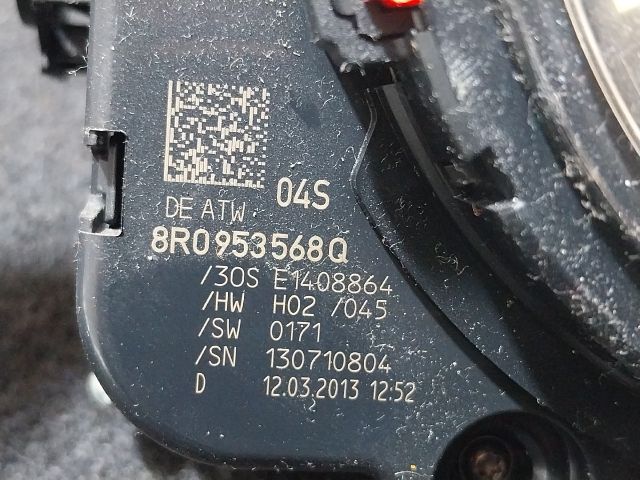 04S
DE ATW
8R0953568Q
/30S E1408864
/HW H02 /045
/SW 0171
/SN 130710804
D 12.03.2013 12:52